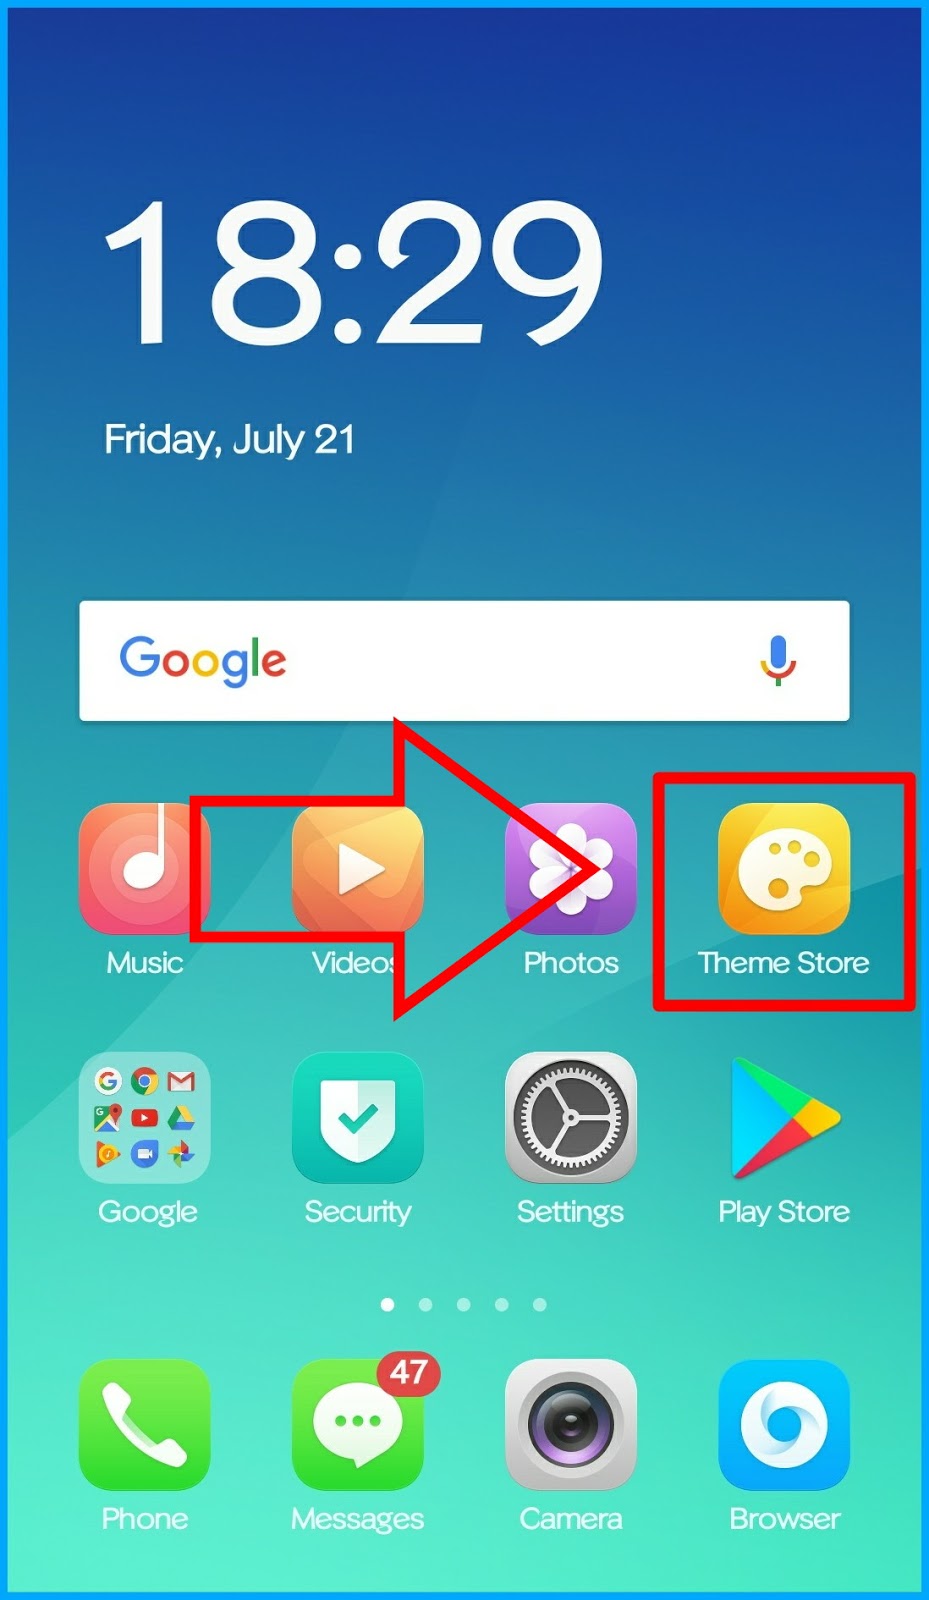 18:29
Friday, July 21
Google
Music Videos Photos Theme Store
Google Security Settings Play Store
47
Phone Messages Camera Browser